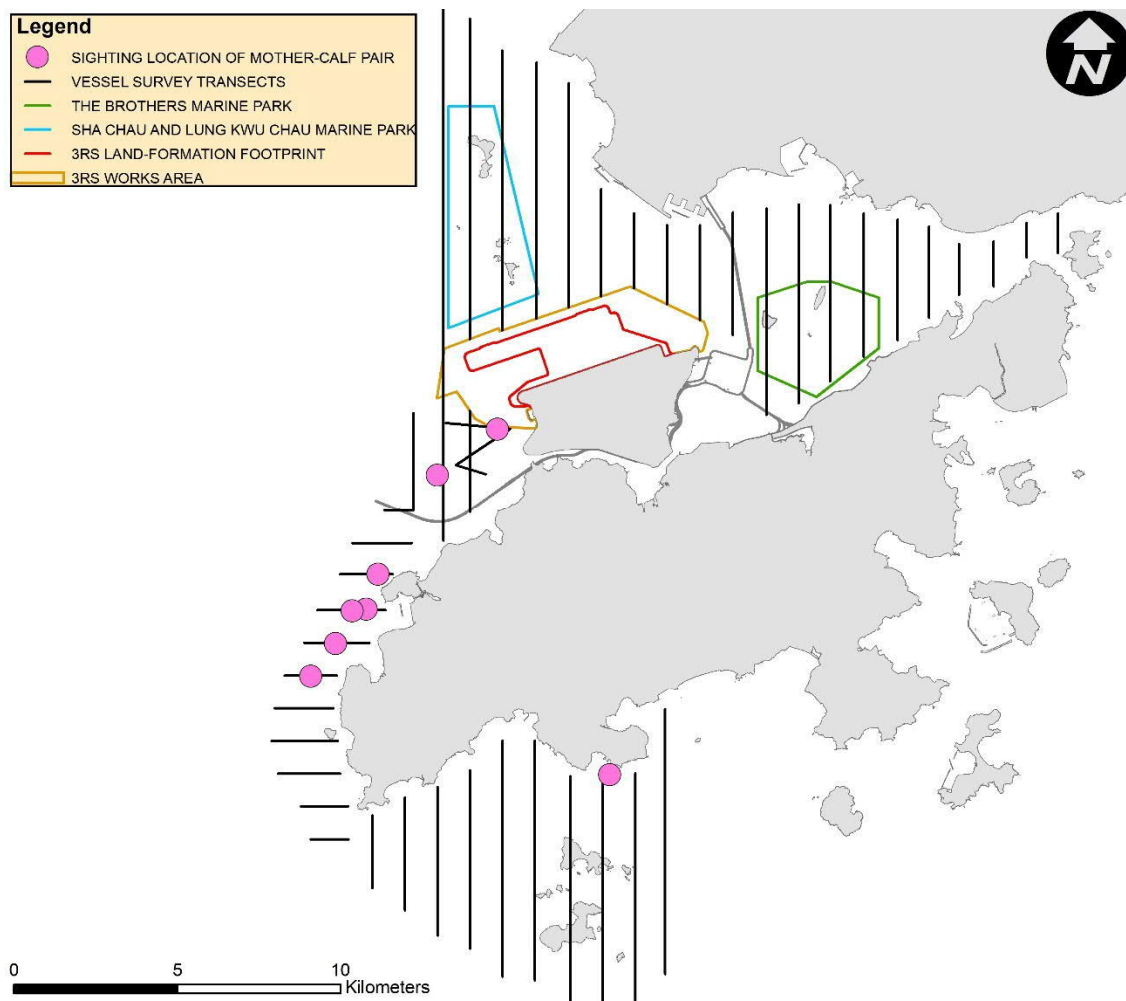 Legend
SIGHTING LOCATION OF MOTHER-CALF PAIR
VESSEL SURVEY TRANSECTS
THE BROTHERS MARINE PARK
SHA CHAU AND LUNG KWU CHAU MARINE PARK
3RS LAND-FORMATION FOOTPRINT
3RS WORKS AREA
N
0 5 10
Kilometers